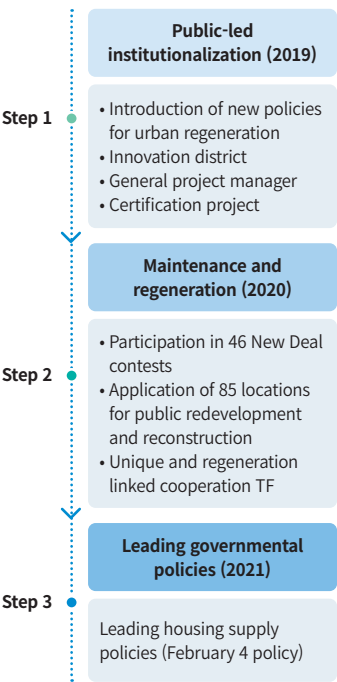 Public-led
institutionalization (2019)
Step 1
• Introduction of new policies
for urban regeneration
• Innovation district
• General project manager
• Certification project
Maintenance and
regeneration (2020)
Step 2
• Participation in 46 New Deal
contests
• Application of 85 locations
for public redevelopment
and reconstruction
• Unique and regeneration
linked cooperation TF
Leading governmental
policies (2021)
Step 3
Leading housing supply
policies (February 4 policy)